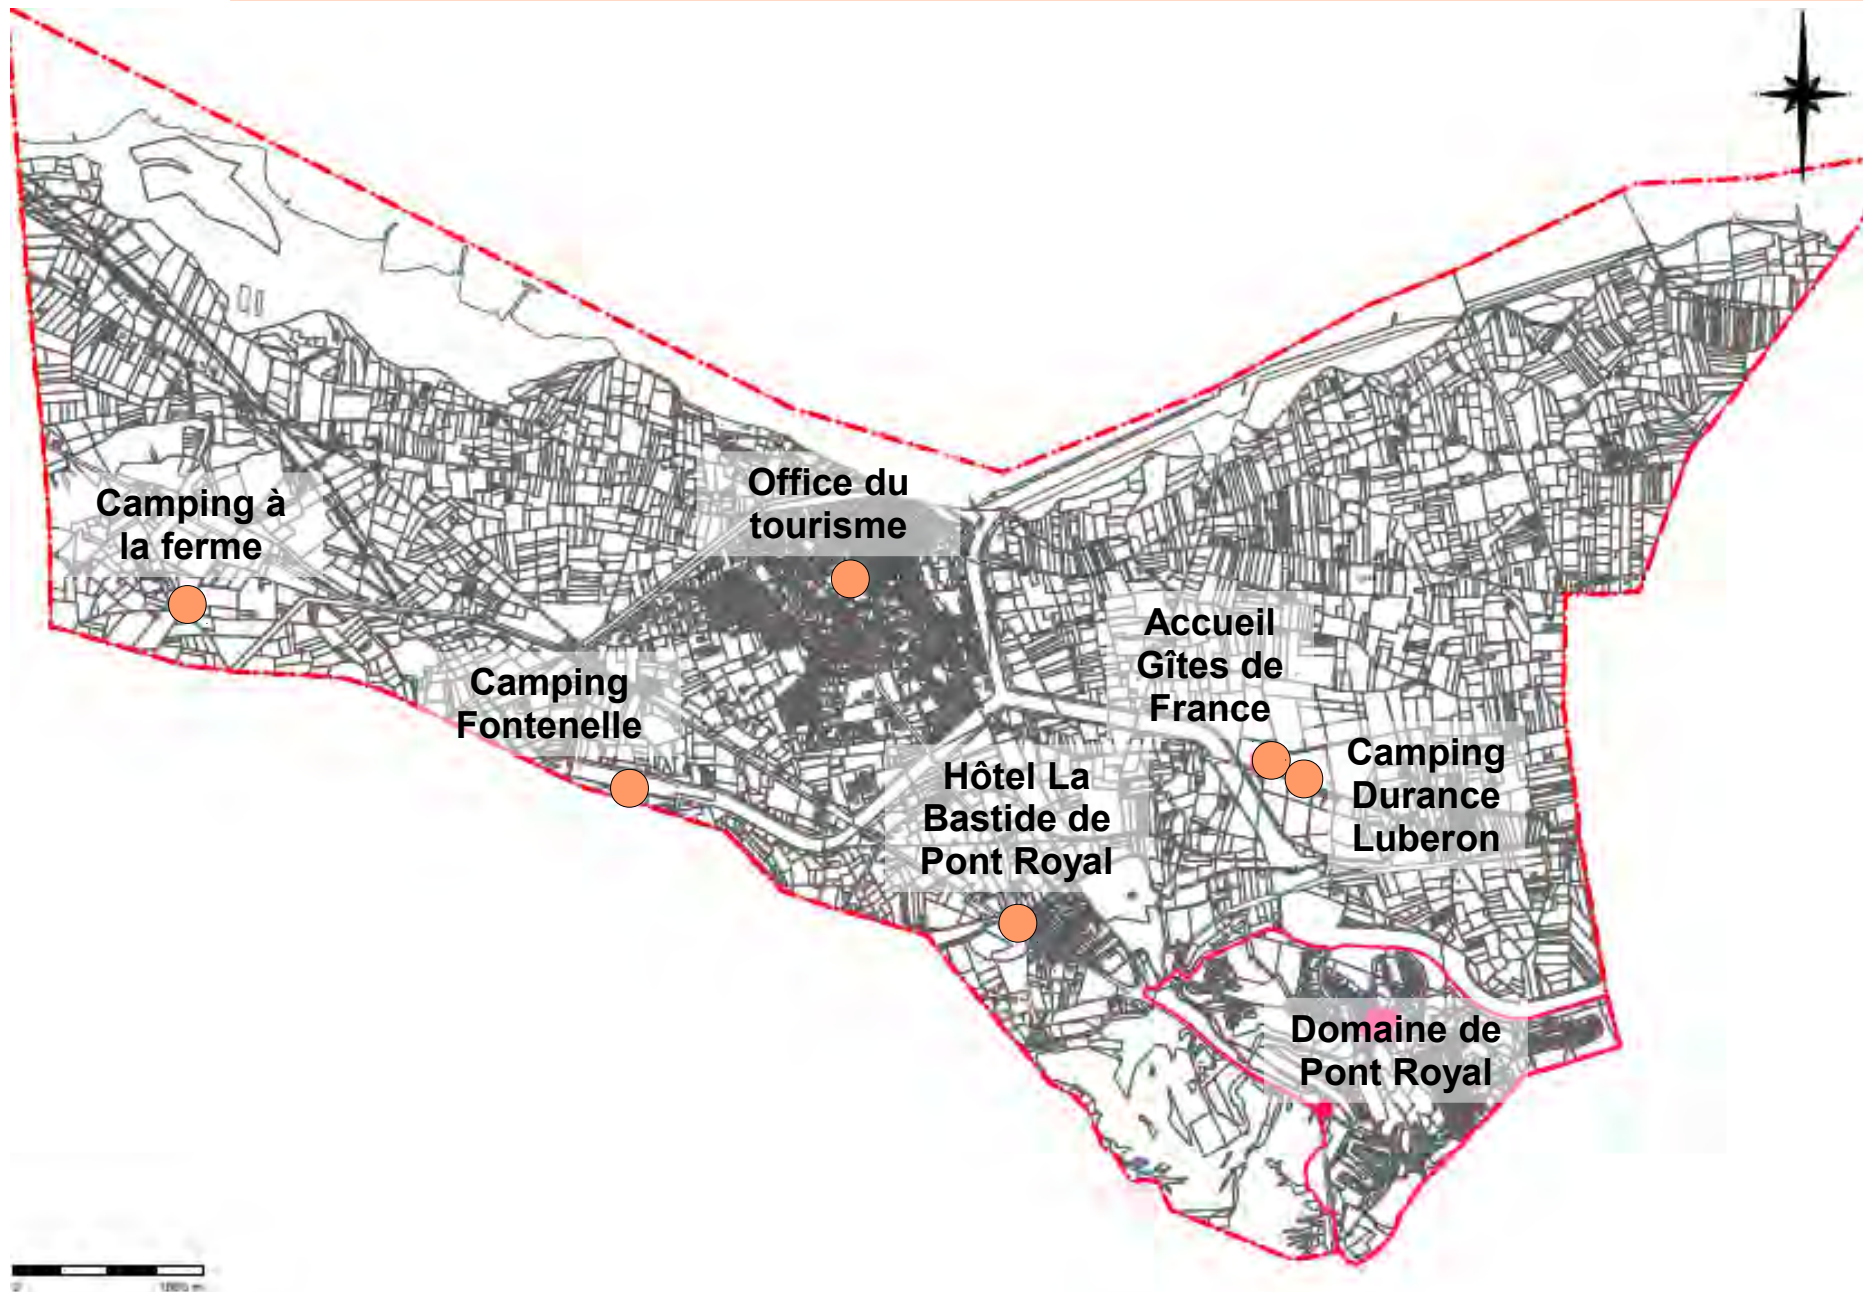 Camping à
la ferme
Office du
tourisme
Camping
Fontenelle
Accueil
Gîtes de
France
Hôtel La
Bastide de
Pont Royal
Camping
Durance
Luberon
Domaine de
Pont Royal
0